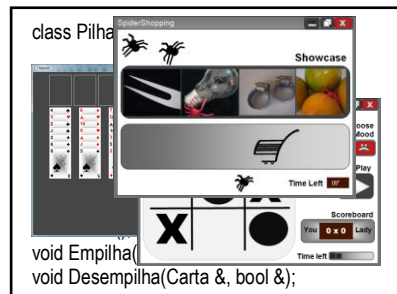 class Pilha
SpiderShopping
Showcase
Time Left 00"
Choose
Mood
Play
Scoreboard
You 0 x 0 Lady
Time left
X
void Empilha(
void Desempilha(Carta &, bool &);